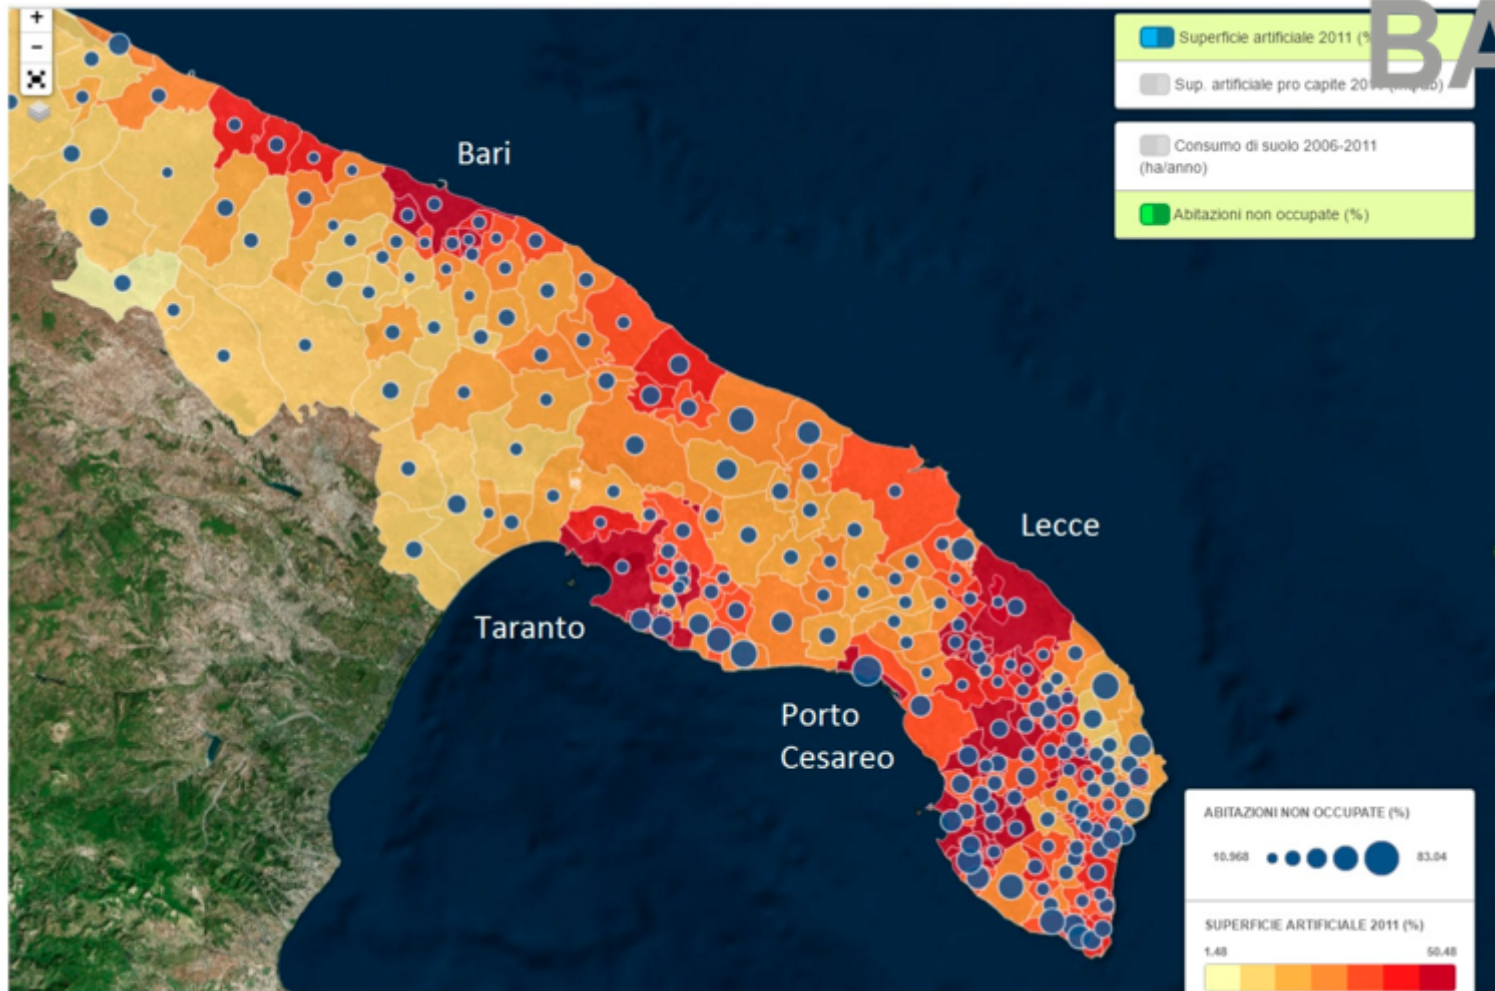 +
−
Bari
Lecce
Taranto
Porto
Cesareo
BA
Superficie artificiale 2011 (%
Sup. artificiale pro capite
Consumo di suolo 2006-2011
(ha/anno)
Abitazioni non occupate (%)
ABITAZIONI NON OCCUPATE (%)
10.968 83.04
SUPERFICIE ARTIFICIALE 2011 (%)
1.48 50.48